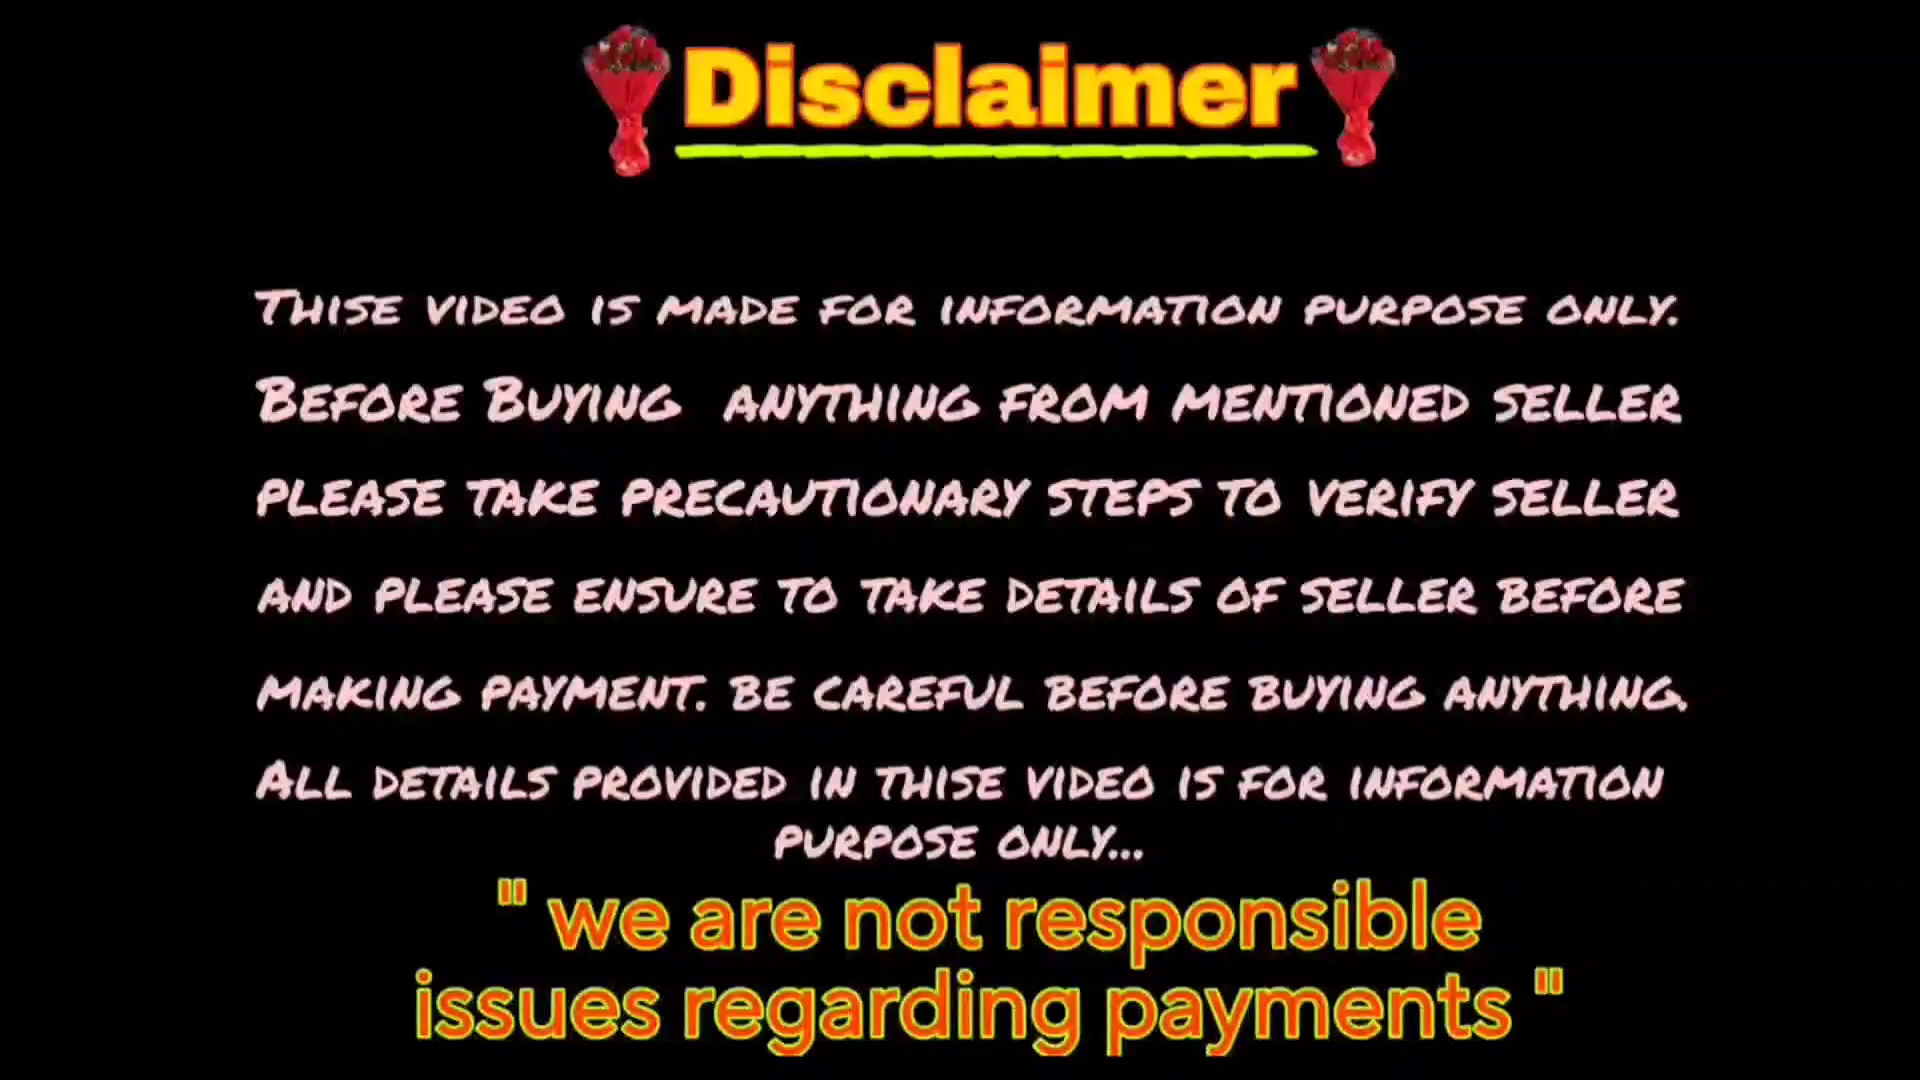 Disclaimer
Thise video is made for information purpose only.
Before Buying anything from mentioned seller
please take precautionary steps to verify seller
and please ensure to take details of seller before
making payment. be careful before buying anything.
All details provided in thise video is for information
purpose only...
" we are not responsible
issues regarding payments "